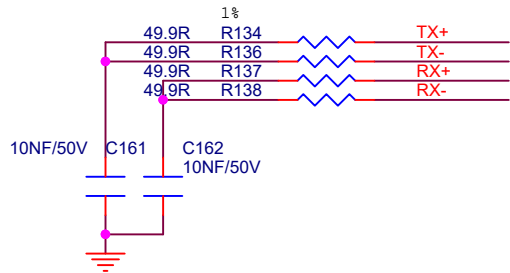 1%
49.9R R134 TX+
49.9R R136 TX-
49.9R R137 RX+
49.9R R138 RX-
10NF/50V C161 C162
10NF/50V